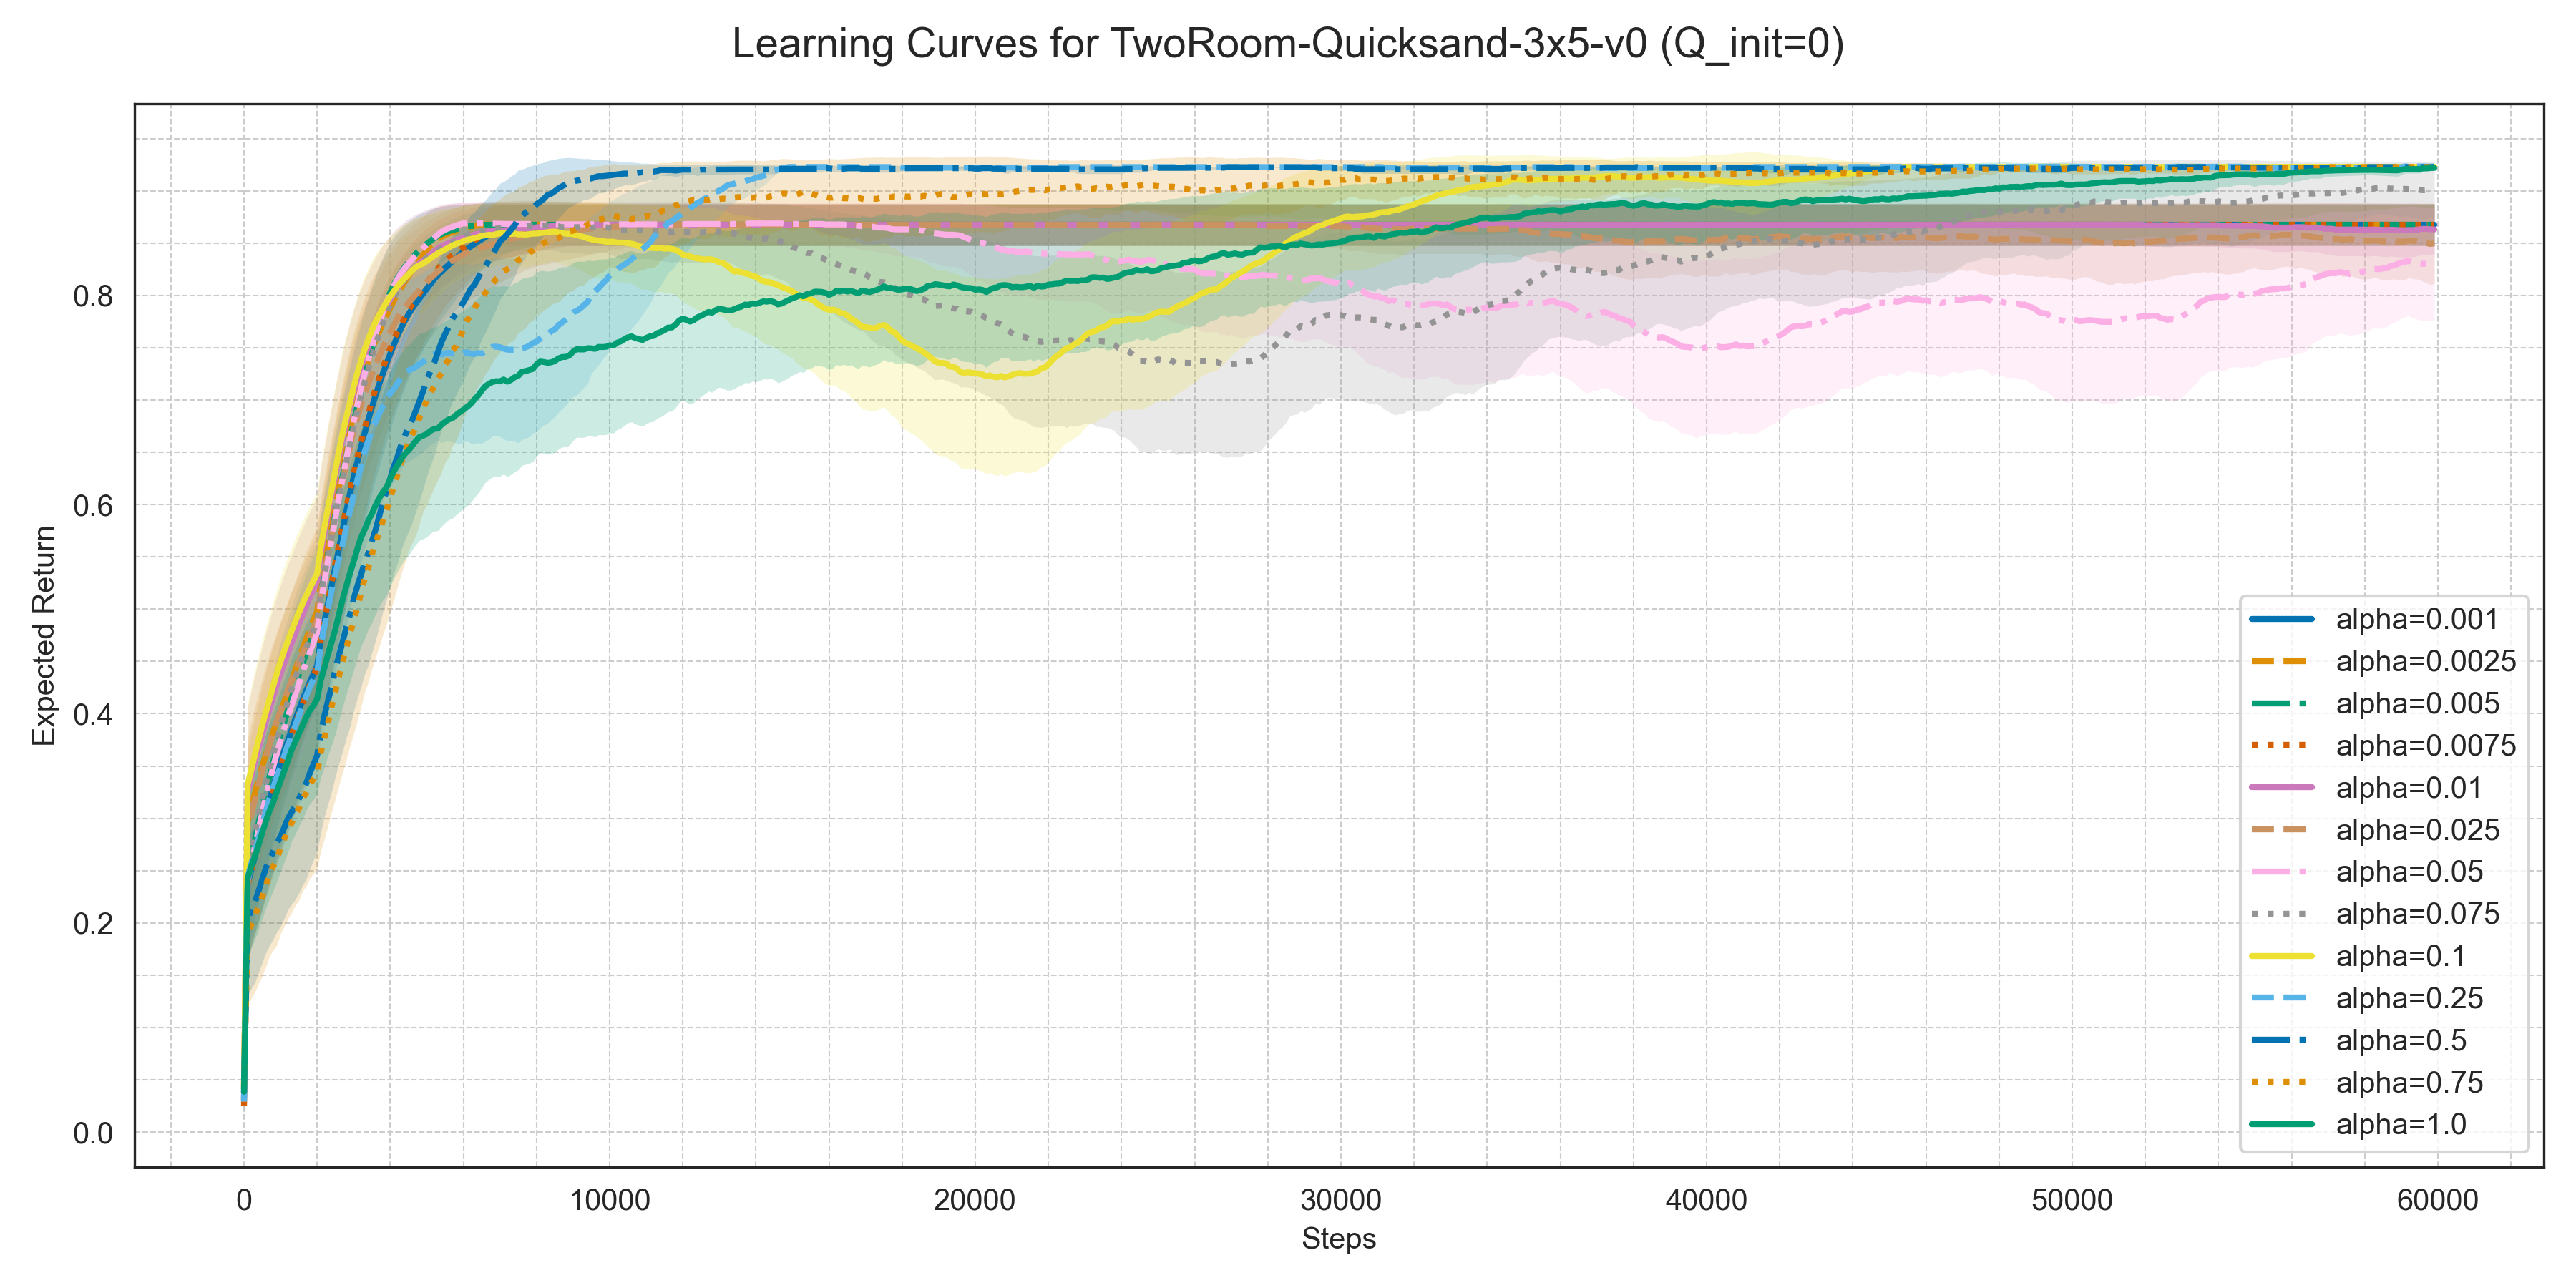 Learning Curves for TwoRoom-Quicksand-3x5-v0 (Q_init=0)
Expected Return
0.8
0.6
0.4
0.2
0.0
alpha=0.001
alpha=0.0025
alpha=0.005
alpha=0.0075
alpha=0.01
alpha=0.025
alpha=0.05
alpha=0.075
alpha=0.1
alpha=0.25
alpha=0.5
alpha=0.75
alpha=1.0
0 10000 20000 30000 40000 50000 60000
Steps